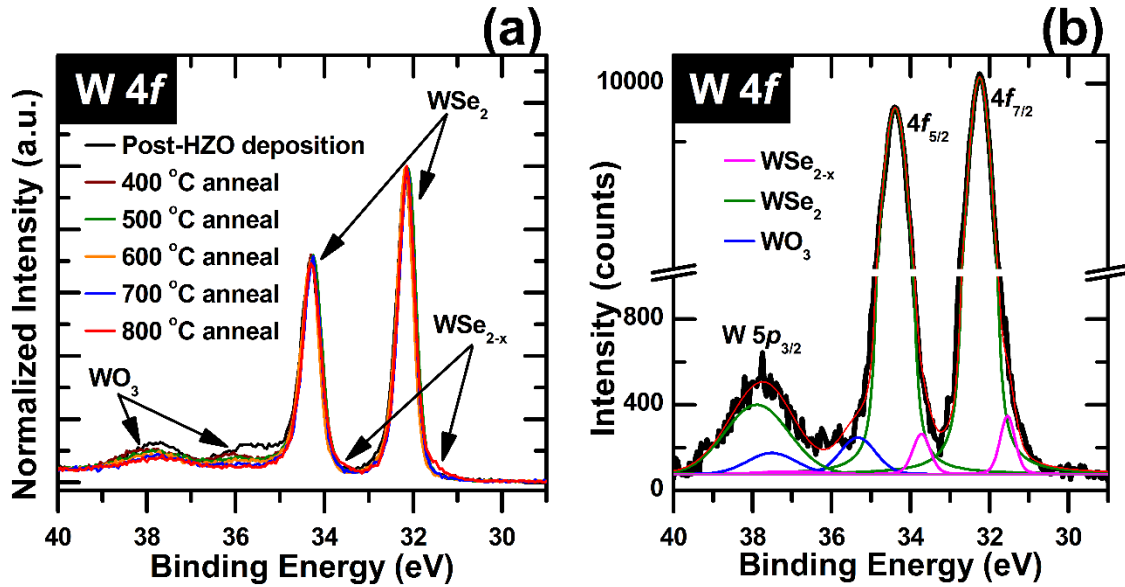 (a)
W 4f
WSe2
Post-HZO deposition
400 °C anneal
500 °C anneal
600 °C anneal
700 °C anneal
800 °C anneal
WSe2-x
WO3
Normalized Intensity (a.u.)
40 38 36 34 32 30
Binding Energy (eV)
(b)
W 4f
10000
4f7/2
4f5/2
WSe2-x
WSe2
WO3
Intensity (counts)
800
W 5p3/2
400
0
40 38 36 34 32 30
Binding Energy (eV)